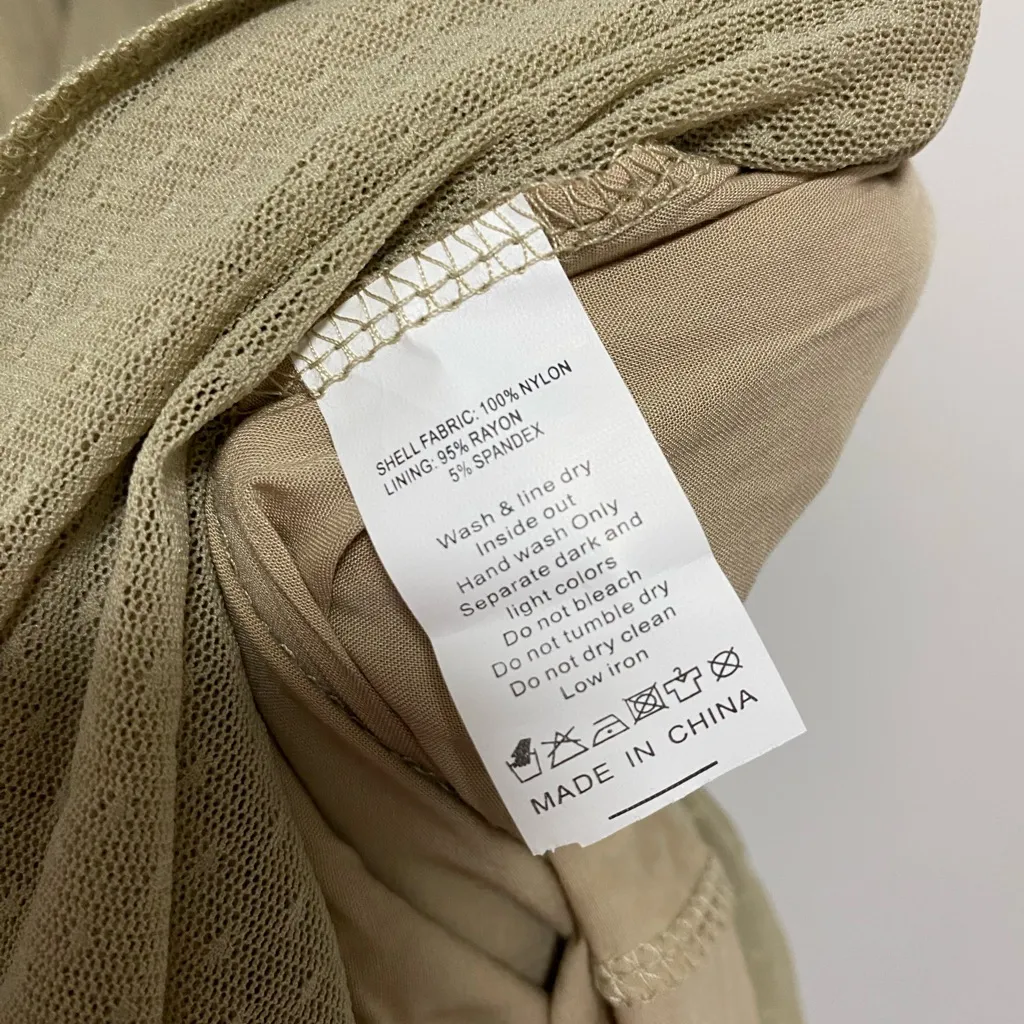 SHELL FABRIC: 100% NYLON
LINING: 95% RAYON
5% SPANDEX
Wash & line dry
Inside out
Hand wash Only
Separate dark and
light colors
Do not bleach
Do not tumble dry
Do not dry clean
Low iron
MADE IN CHINA